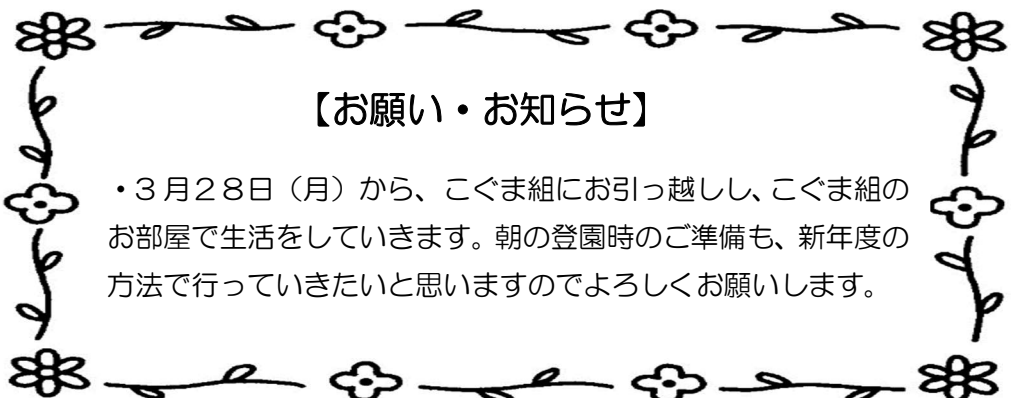 【お願い・お知らせ】
・3月28日（月）から、こぐま組にお引っ越しし、こぐま組の
お部屋で生活をしていきます。朝の登園時のご準備も、新年度の
方法で行っていきたいと思いますのでよろしくお願いします。